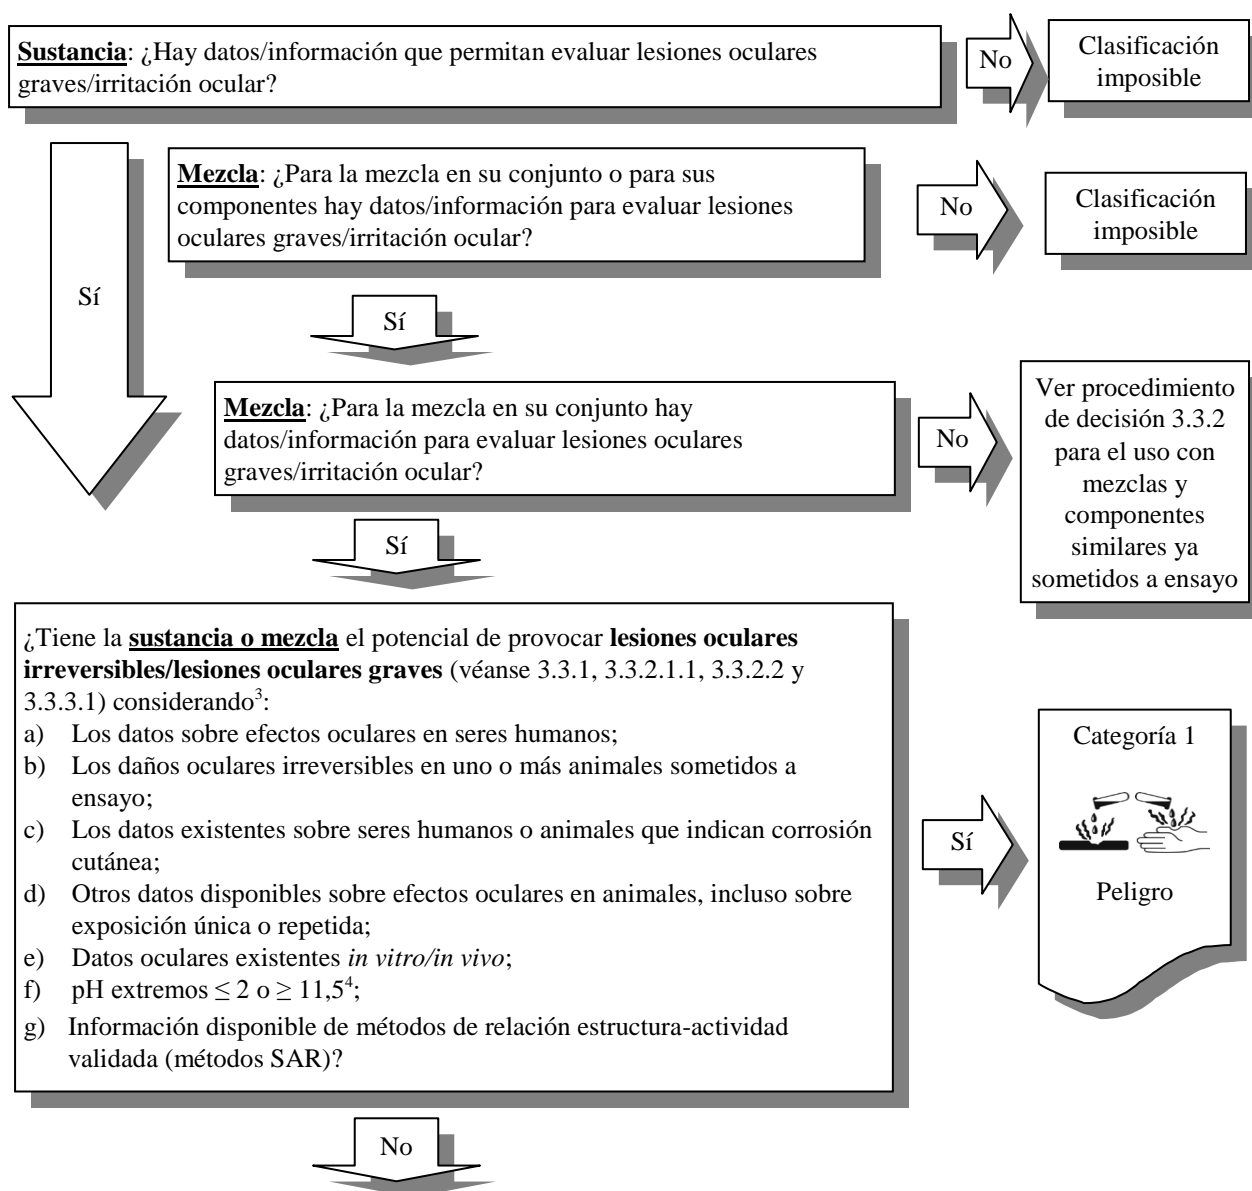 Sustancia: ¿Hay datos/información que permitan evaluar lesiones oculares
graves/irritación ocular?
No
Clasificación
imposible
Mezcla: ¿Para la mezcla en su conjunto o para sus
componentes hay datos/información para evaluar lesiones
oculares graves/irritación ocular?
No
Clasificación
imposible
Sí
Sí
Mezcla: ¿Para la mezcla en su conjunto hay
datos/información para evaluar lesiones oculares
graves/irritación ocular?
No
Ver procedimiento
de decisión 3.3.2
para el uso con
mezclas y
componentes
similares ya
sometidos a ensayo
Sí
¿Tiene la sustancia o mezcla el potencial de provocar lesiones oculares
irreversibles/lesiones oculares graves (véanse 3.3.1, 3.3.2.1.1, 3.3.2.2 y
3.3.3.1) considerando³:
a) Los datos sobre efectos oculares en seres humanos;
b) Los daños oculares irreversibles en uno o más animales sometidos a
ensayo;
c) Los datos existentes sobre seres humanos o animales que indican corrosión
cutánea;
d) Otros datos disponibles sobre efectos oculares en animales, incluso sobre
exposición única o repetida;
e) Datos oculares existentes in vitro/in vivo;
f) pH extremos ≤ 2 o ≥ 11,5⁴;
g) Información disponible de métodos de relación estructura-actividad
validada (métodos SAR)?
Sí
Categoría 1
Peligro
No